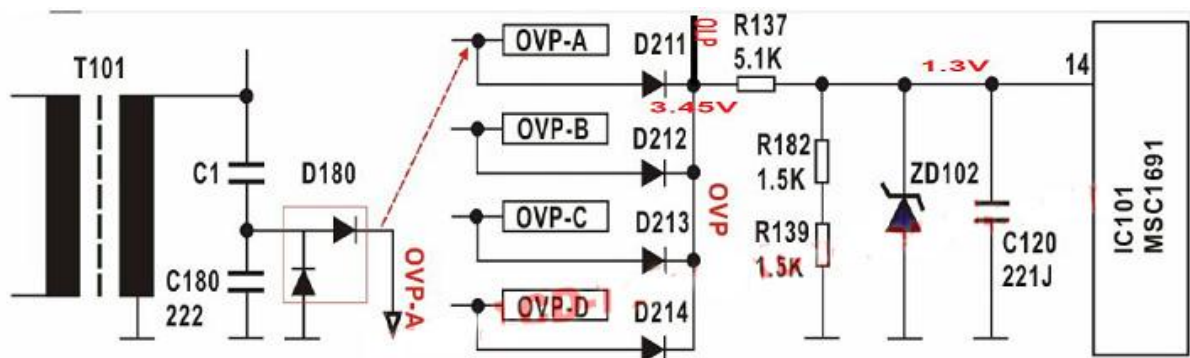 T101
C1
C180
222
D180
OVP-A
OVP-A
D211
OVP-B
D212
OVP-C
D213
OVP-D
D214
OLP
3.45V
OVP
R137
5.1K
R182
1.5K
R139
1.5K
1.3V
ZD102
C120
221J
14
IC101
MSC1691